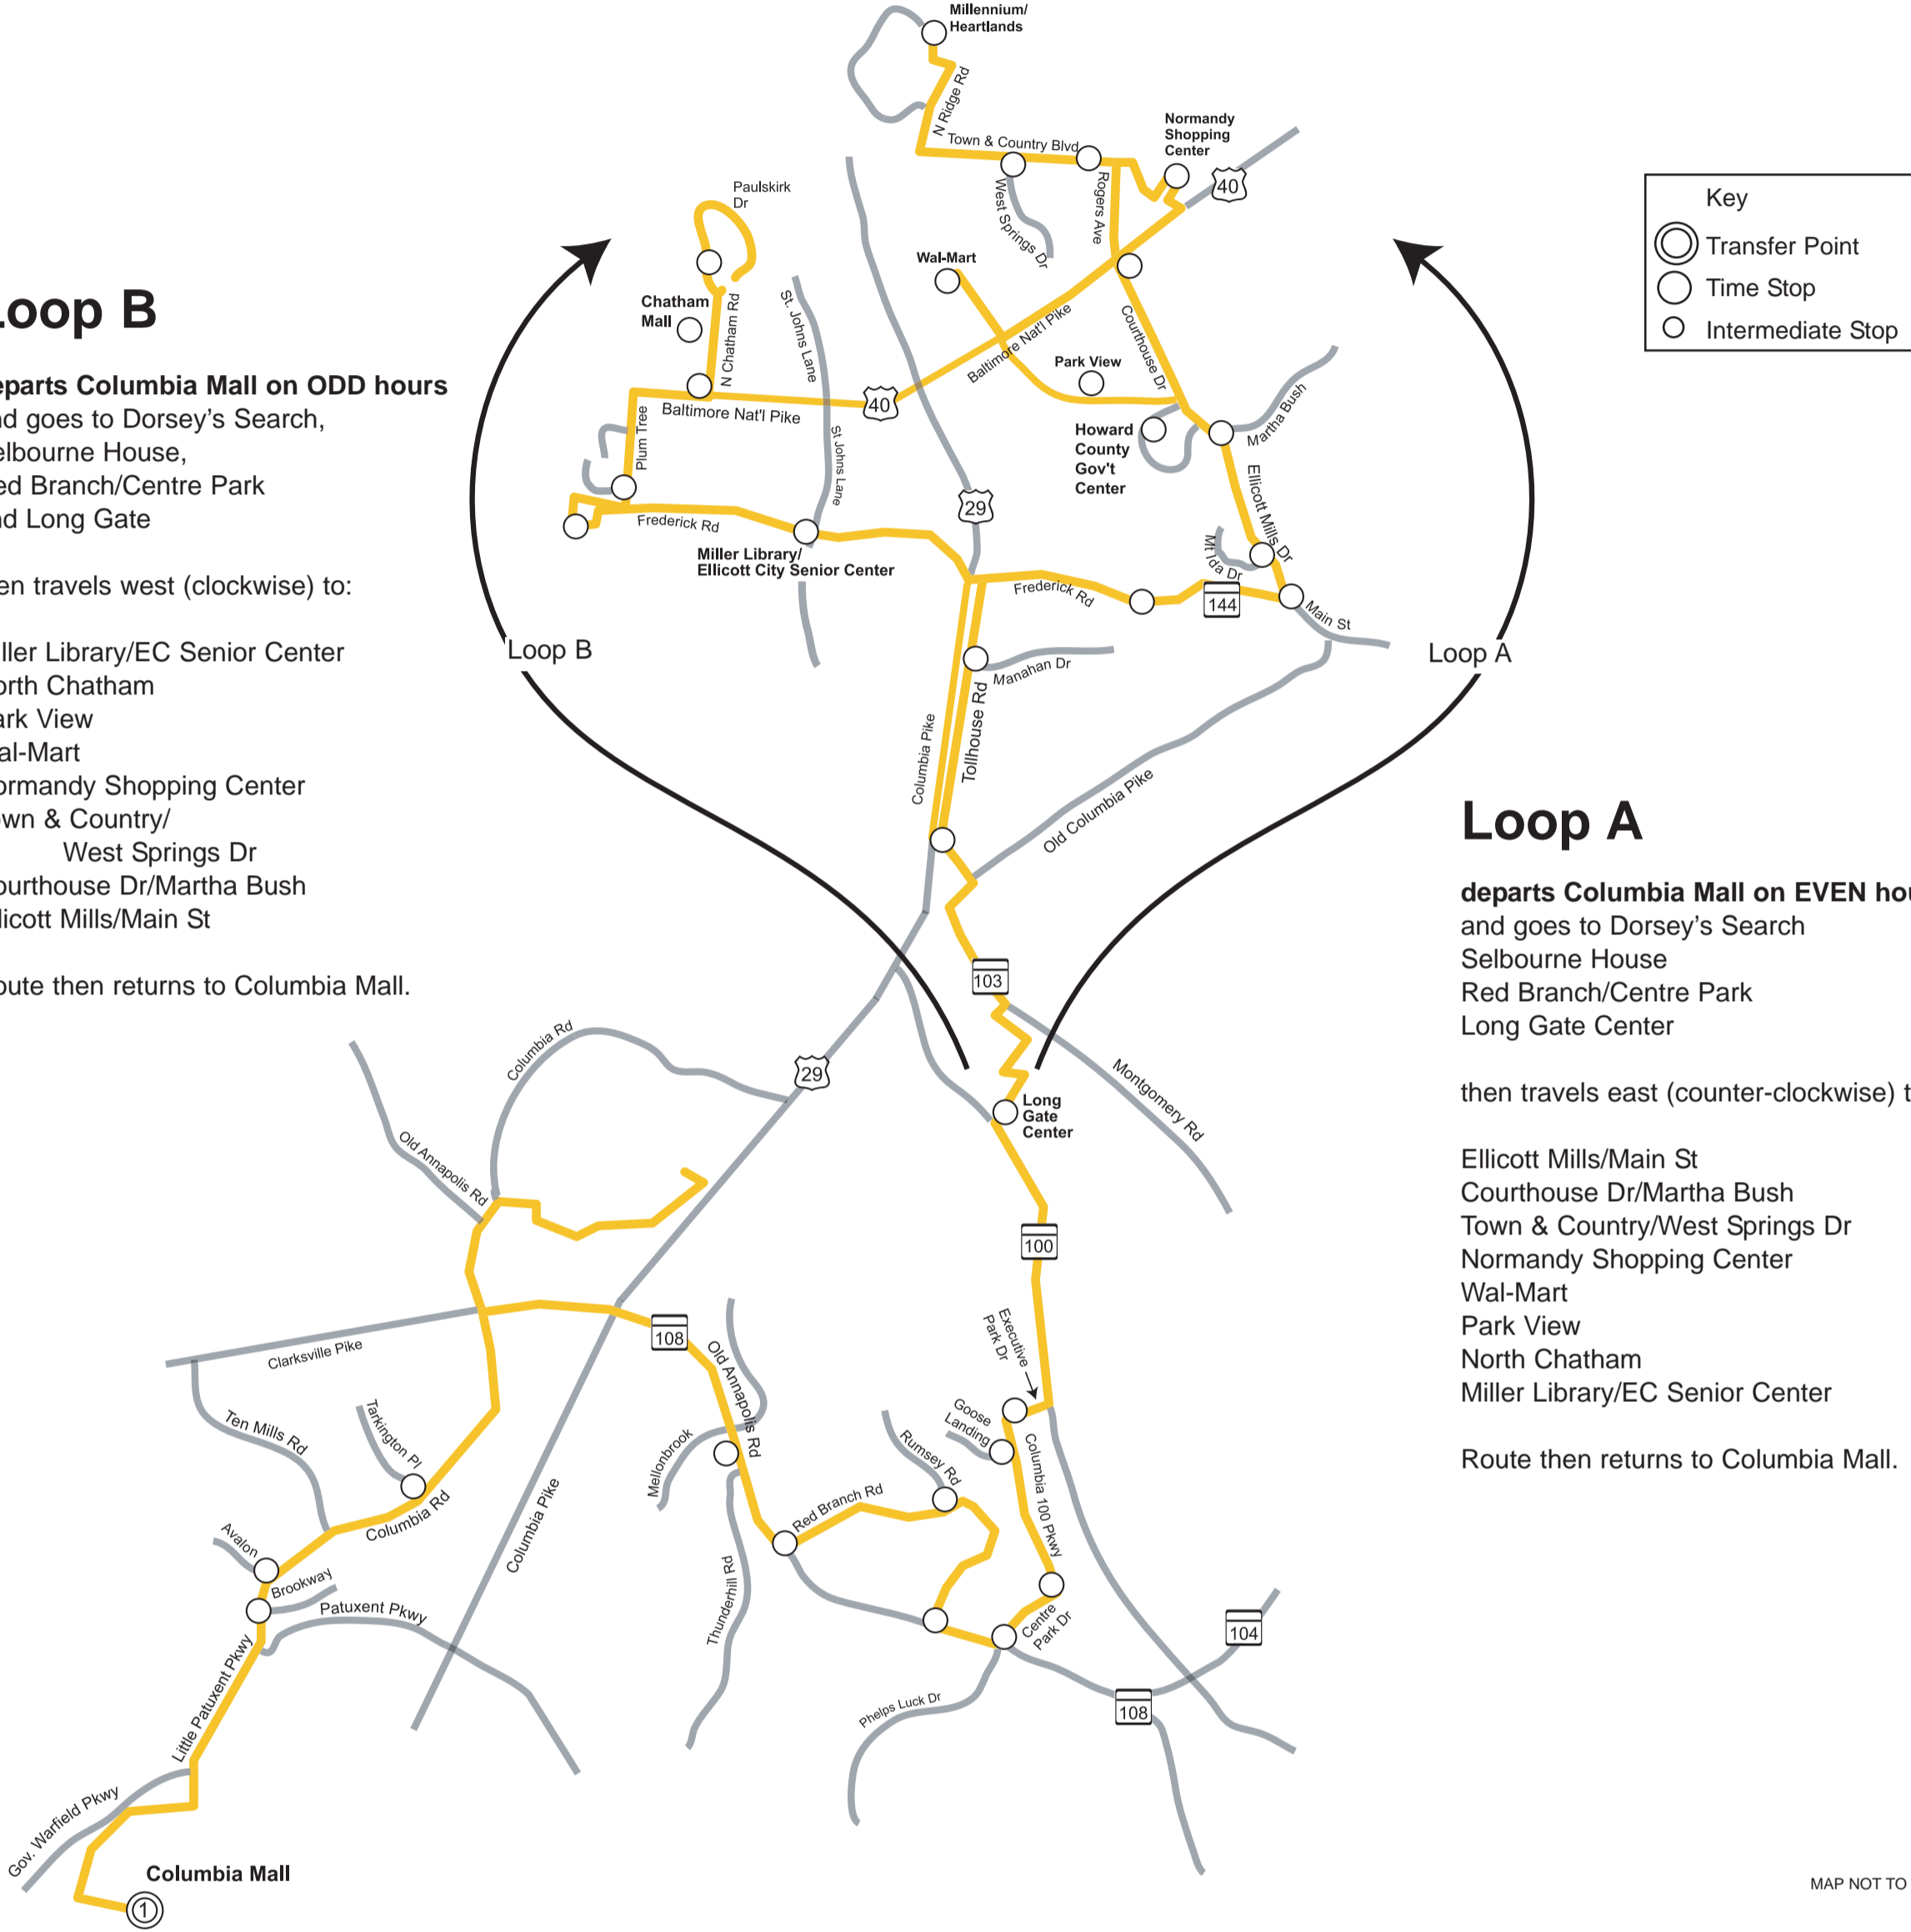 Millennium/
Heartlands
N Ridge Rd
Town & Country Blvd
Normandy
Shopping
Center
40
West Springs Dr
Rogers Ave
Key
Transfer Point
Time Stop
Intermediate Stop
Paulskirk
Dr
Wal-Mart
Chatham
Mall
N Chatham Rd
St. Johns Lane
Baltimore Nat'l Pike
Courthouse Dr
Park View
Martha Bush
40
Baltimore Nat'l Pike
Plum Tree
St Johns Lane
Howard
County
Gov't
Center
Ellicott Mills Dr
29
Frederick Rd
Miller Library/
Ellicott City Senior Center
Mt Ida Dr
Frederick Rd
144
Main St
Loop B
Loop A
Manahan Dr
Columbia Pike
Tollhouse Rd
Old Columbia Pike
oop B
eparts Columbia Mall on ODD hours
nd goes to Dorsey's Search,
elbourne House,
ed Branch/Centre Park
nd Long Gate
en travels west (clockwise) to:
ller Library/EC Senior Center
orth Chatham
ark View
al-Mart
ormandy Shopping Center
own & Country/
West Springs Dr
ourthouse Dr/Martha Bush
licott Mills/Main St
oute then returns to Columbia Mall.
Loop A
departs Columbia Mall on EVEN hou
and goes to Dorsey's Search
Selbourne House
Red Branch/Centre Park
Long Gate Center
then travels east (counter-clockwise) t
Ellicott Mills/Main St
Courthouse Dr/Martha Bush
Town & Country/West Springs Dr
Normandy Shopping Center
Wal-Mart
Park View
North Chatham
Miller Library/EC Senior Center
Route then returns to Columbia Mall.
103
Columbia Rd
29
Montgomery Rd
Long
Gate
Center
Old Annapolis Rd
100
Executive
Park Dr
108
Clarksville Pike
Old Annapolis Rd
Goose
Landing
Ten Mills Rd
Tarkington Pl
Mellonbrook
Rumsey Rd
Columbia 100 Pkwy
Columbia Rd
Red Branch Rd
Columbia Pike
Avalon
Brookway
Patuxent Pkwy
Thunderhill Rd
Centre
Park Dr
104
Little Patuxent Pkwy
Phelps Luck Dr
108
Gov. Warfield Pkwy
Columbia Mall
1
MAP NOT TO